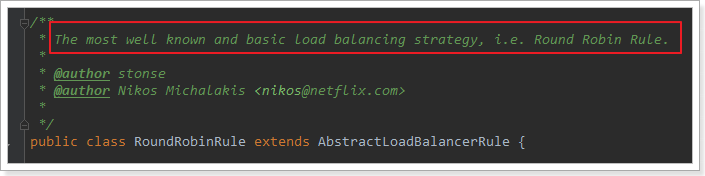 /**
* The most well known and basic load balancing strategy, i.e. Round Robin Rule.
*
* @author stonse
* @author Nikos Michalakis <nikos@netflix.com>
*
*/
public class RoundRobinRule extends AbstractLoadBalancerRule {